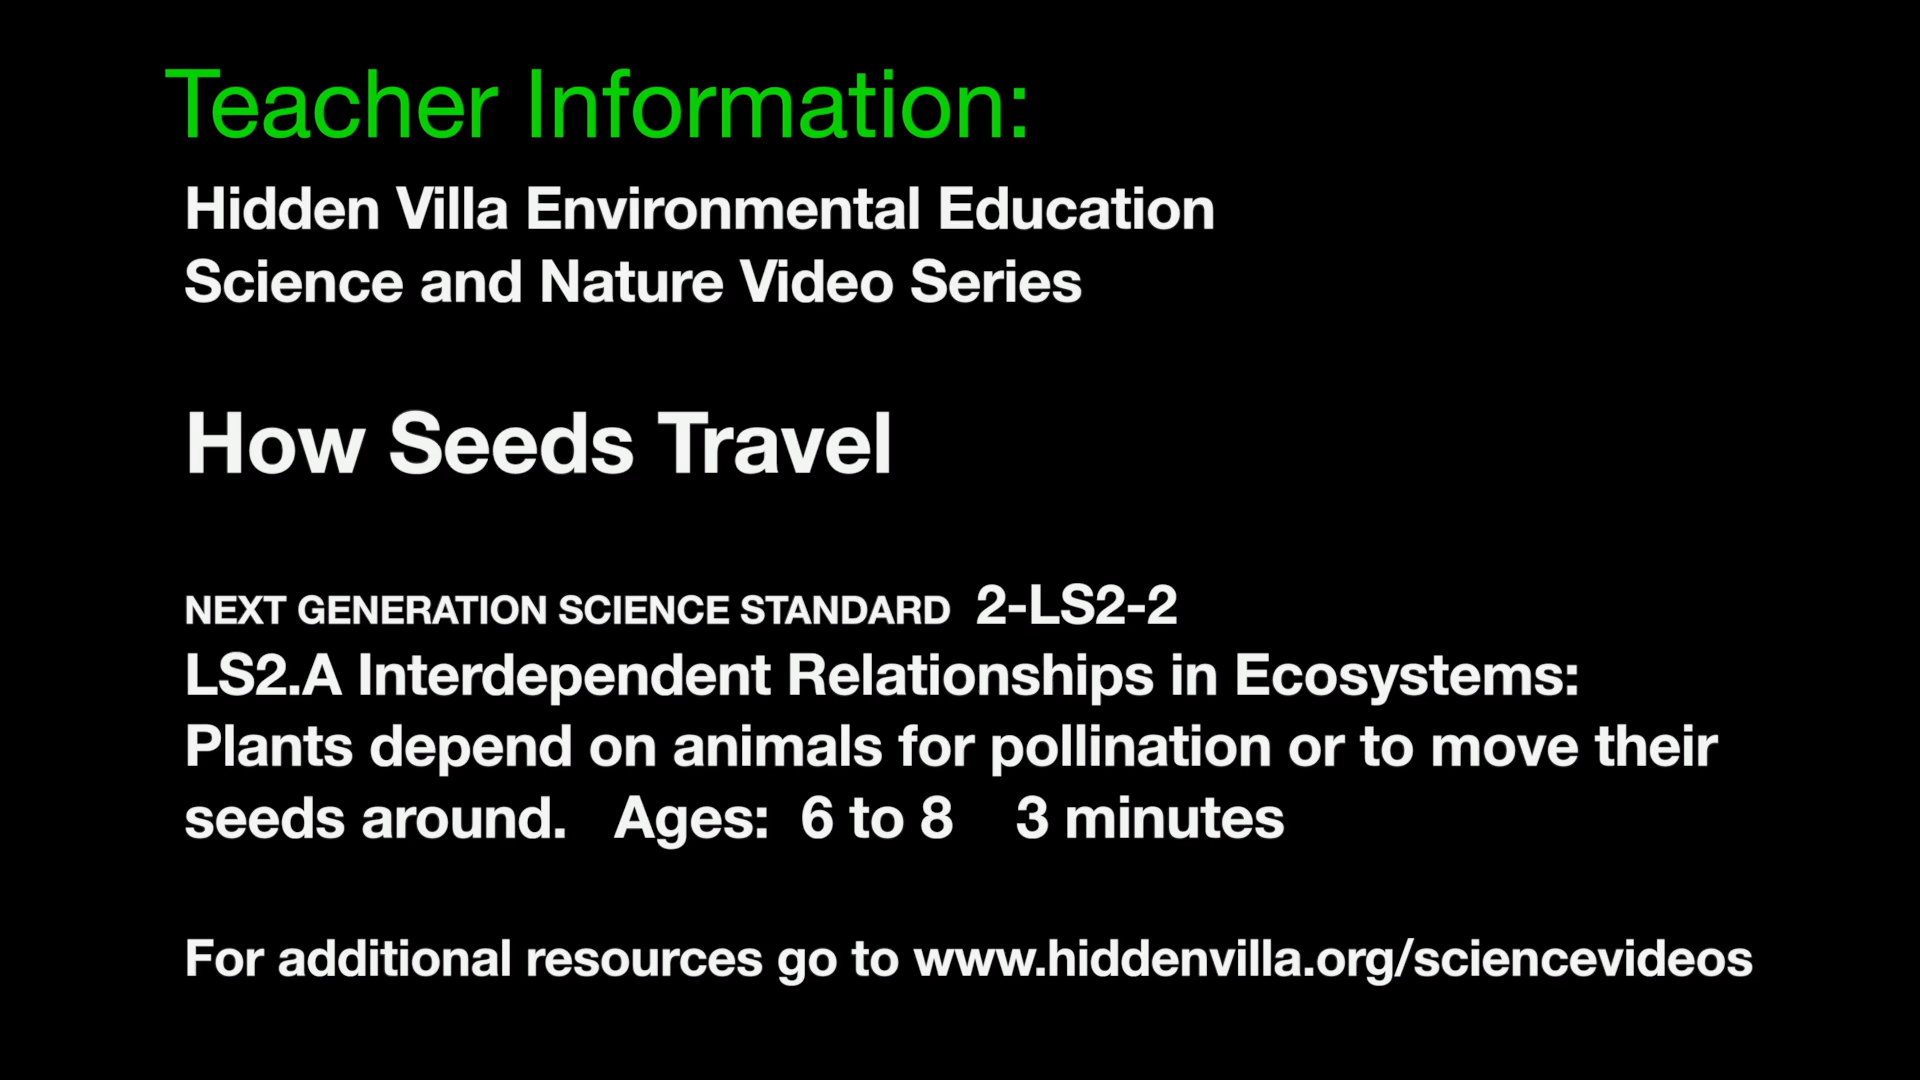 Teacher Information:
Hidden Villa Environmental Education
Science and Nature Video Series
How Seeds Travel
NEXT GENERATION SCIENCE STANDARD 2-LS2-2
LS2.A Interdependent Relationships in Ecosystems:
Plants depend on animals for pollination or to move their
seeds around. Ages: 6 to 8 3 minutes
For additional resources go to www.hiddenvilla.org/sciencevideos